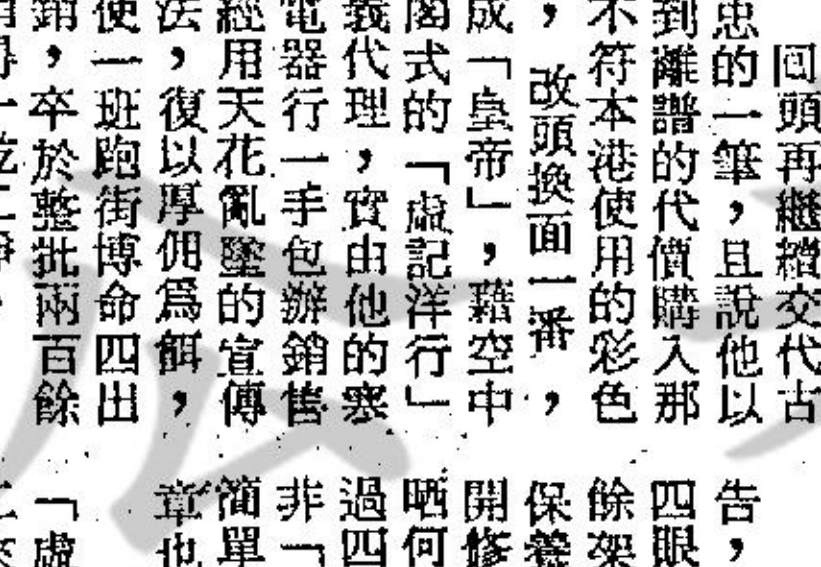 回頭再繼續交代古
忠的一筆，且說他以
到離譜的代價購入那
不符本港使用的彩色
，改頭換面一番，
成「皇帝」，藉空中
閣式的「虛記洋行」
義代理，實由他的寮
電器行一手包辦銷售
經用天花亂墜的宣傳
法，復以厚佣爲餌，
使一班跑街博命四出
銷，卒於整批兩百餘
告，
四眼
餘架
保養
開修
晒何
過四
非「
簡單
章也
「虛